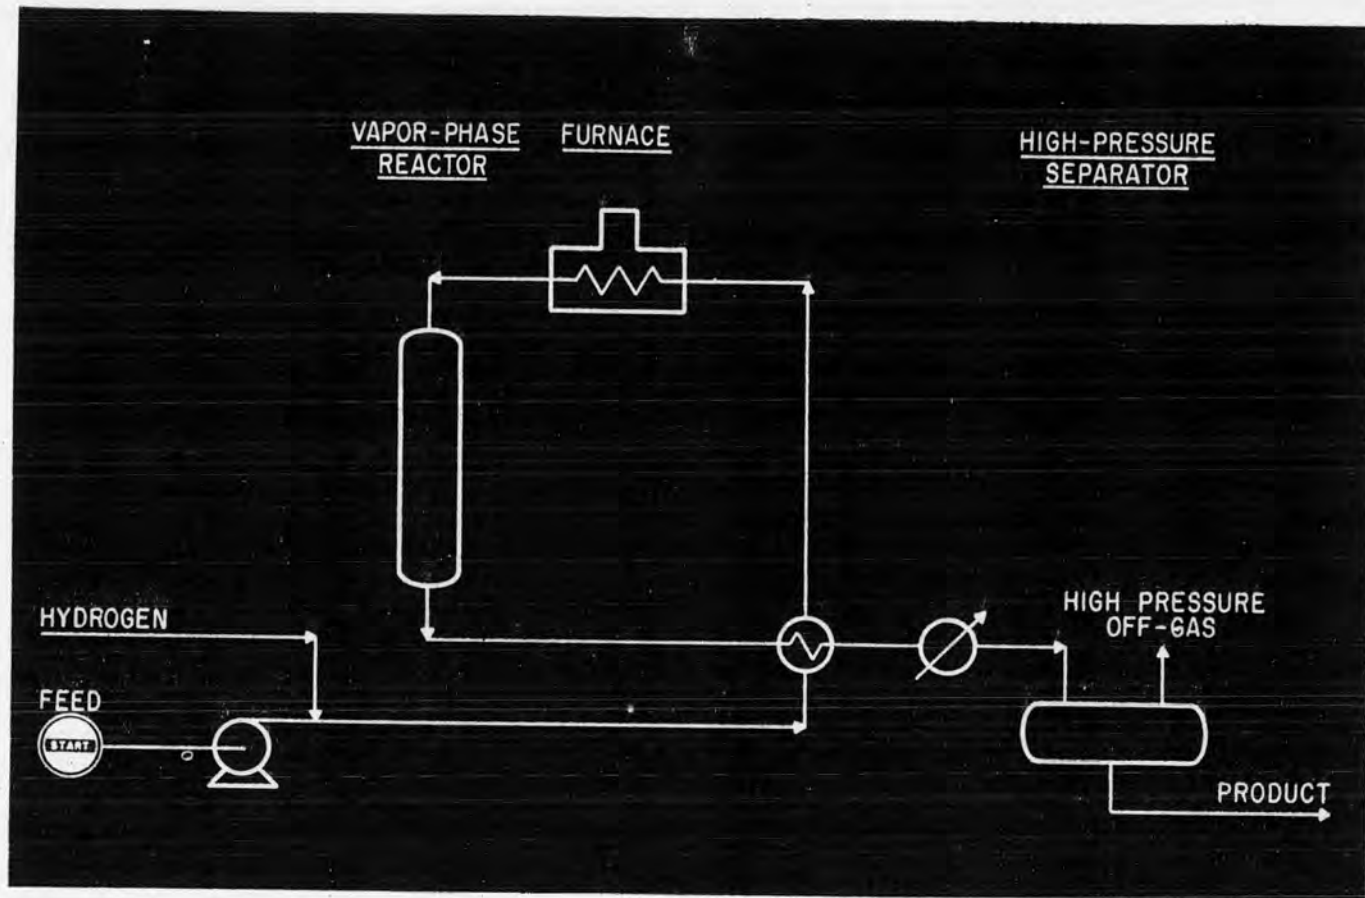 VAPOR-PHASE
REACTOR
FURNACE
HIGH-PRESSURE
SEPARATOR
HYDROGEN
HIGH PRESSURE
OFF-GAS
FEED
START
PRODUCT